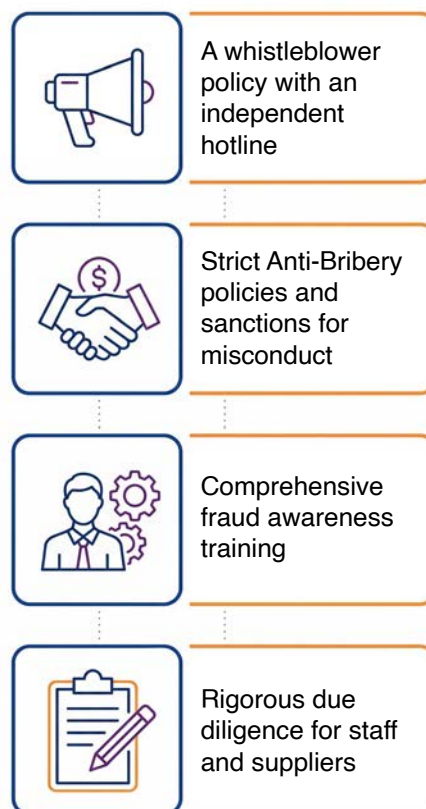 A whistleblower
policy with an
independent
hotline
$
Strict Anti-Bribery
policies and
sanctions for
misconduct
Comprehensive
fraud awareness
training
Rigorous due
diligence for staff
and suppliers